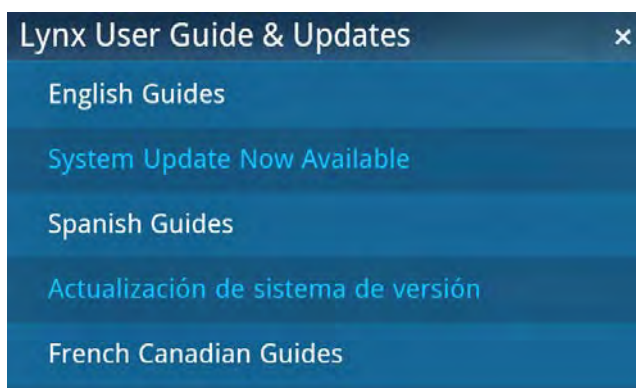 Lynx User Guide & Updates ×
English Guides
System Update Now Available
Spanish Guides
Actualización de sistema de versión
French Canadian Guides